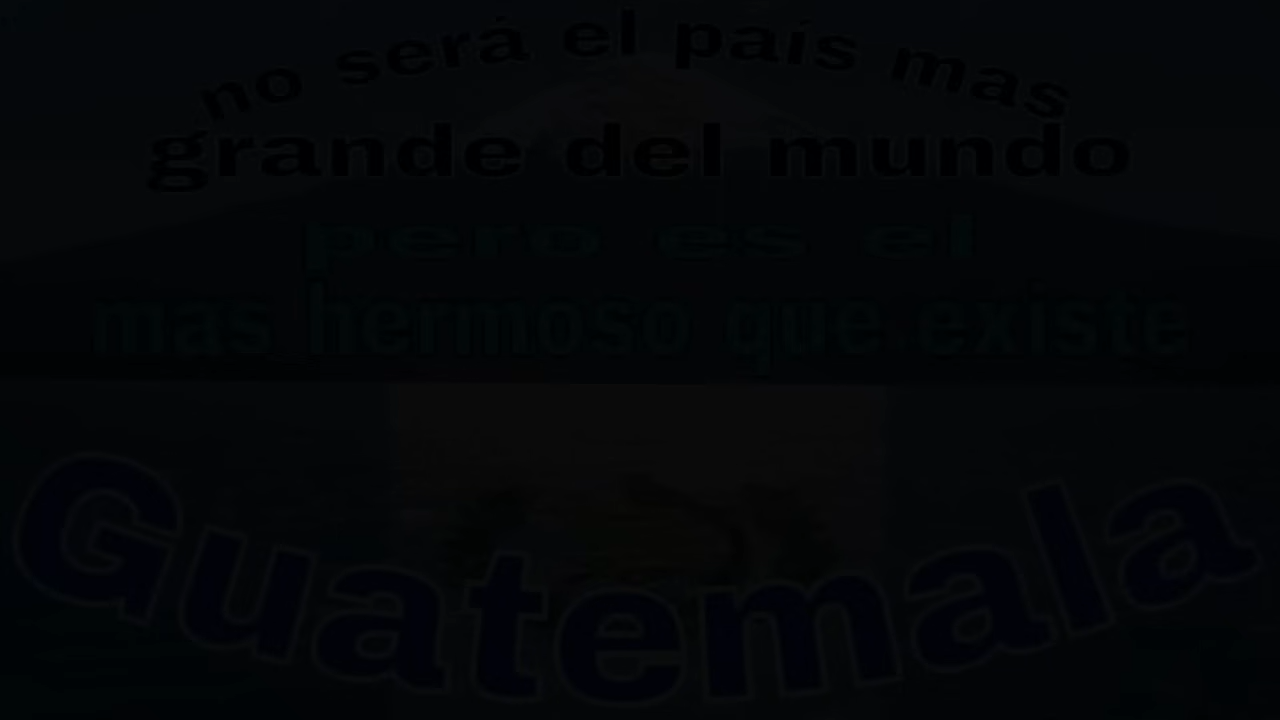 no será el país mas
grande del mundo
pero es el
mas hermoso que existe
Guatemala